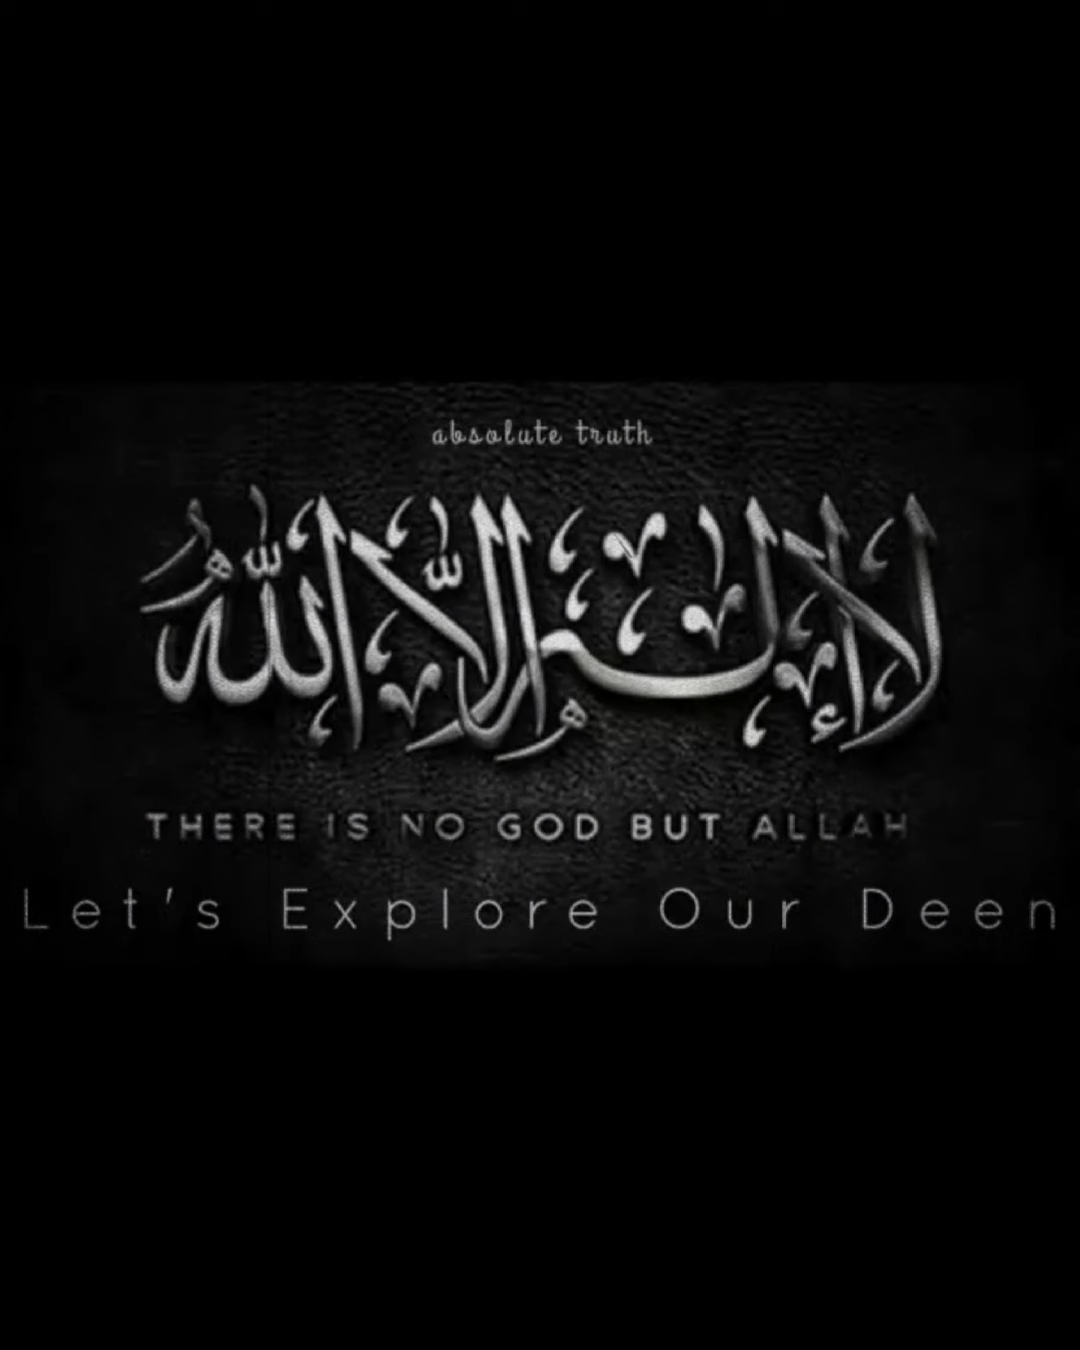 absolute truth
لا إله إلا الله
THERE IS NO GOD BUT ALLAH
Let's Explore Our Deen